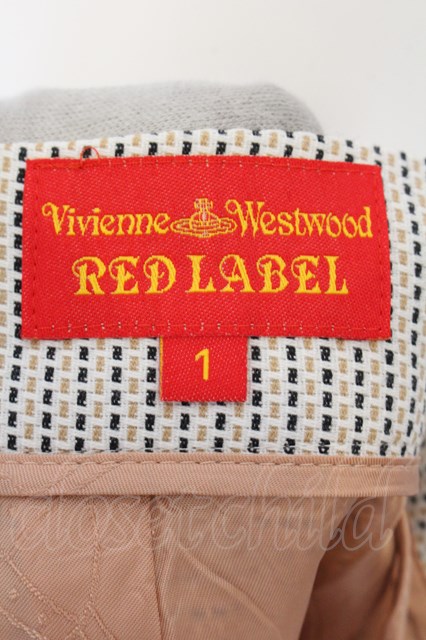 Vivienne Westwood
RED LABEL
1
closetchild